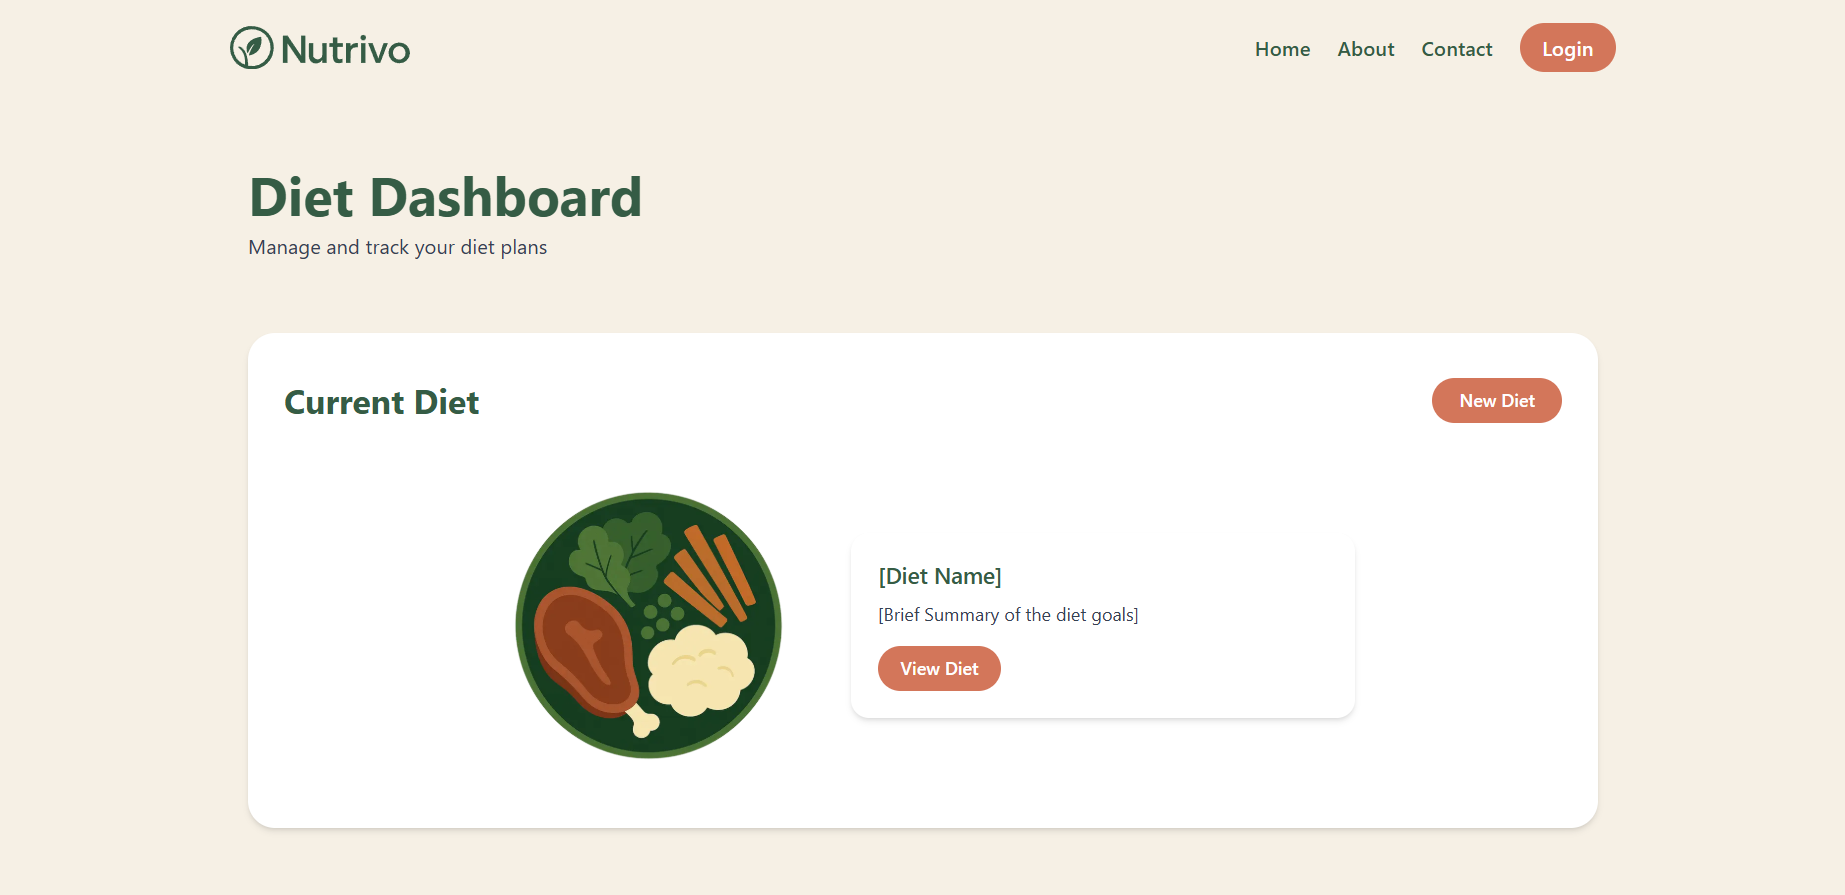 Nutrivo
Home About Contact Login
Diet Dashboard
Manage and track your diet plans
Current Diet
New Diet
[Diet Name]
[Brief Summary of the diet goals]
View Diet